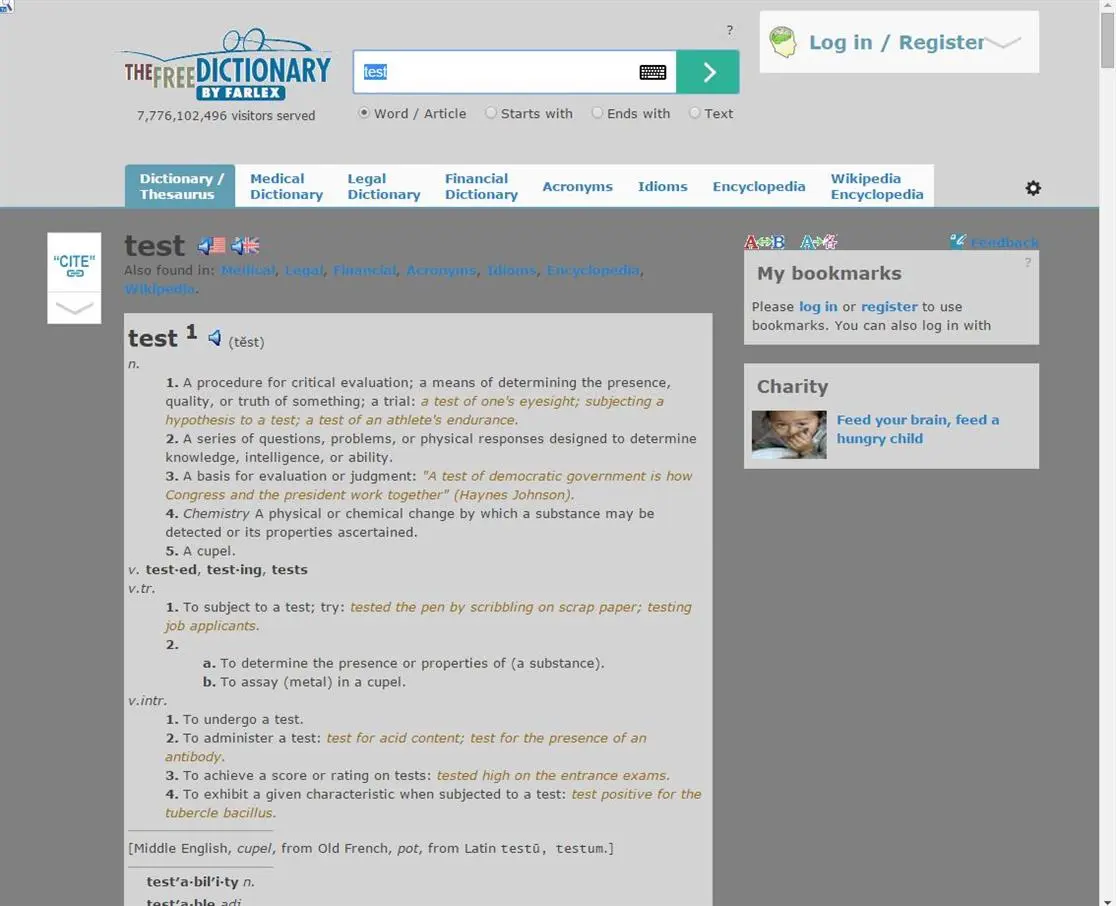 ?
Log in / Register
THE FREE DICTIONARY
BY FARLEX
test
7,776,102,496 visitors served
Word / Article Starts with Ends with Text
Dictionary / Thesaurus
Medical Dictionary
Legal Dictionary
Financial Dictionary
Acronyms
Idioms
Encyclopedia
Wikipedia Encyclopedia
"CITE"
test
Also found in: Medical, Legal, Financial, Acronyms, Idioms, Encyclopedia,
Wikipedia.
Feedback
test 1 (tĕst)
n.
1. A procedure for critical evaluation; a means of determining the presence,
quality, or truth of something; a trial: a test of one's eyesight; subjecting a
hypothesis to a test; a test of an athlete's endurance.
2. A series of questions, problems, or physical responses designed to determine
knowledge, intelligence, or ability.
3. A basis for evaluation or judgment: "A test of democratic government is how
Congress and the president work together" (Haynes Johnson).
4. Chemistry A physical or chemical change by which a substance may be
detected or its properties ascertained.
5. A cupel.
v. test·ed, test·ing, tests
v.tr.
1. To subject to a test; try: tested the pen by scribbling on scrap paper; testing
job applicants.
2.
a. To determine the presence or properties of (a substance).
b. To assay (metal) in a cupel.
v.intr.
1. To undergo a test.
2. To administer a test: test for acid content; test for the presence of an
antibody.
3. To achieve a score or rating on tests: tested high on the entrance exams.
4. To exhibit a given characteristic when subjected to a test: test positive for the
tubercle bacillus.
[Middle English, cupel, from Old French, pot, from Latin testū, testum.]
test′a·bil′i·ty n.
test′a·ble adj.
My bookmarks
?
Please log in or register to use
bookmarks. You can also log in with
Charity
Feed your brain, feed a
hungry child